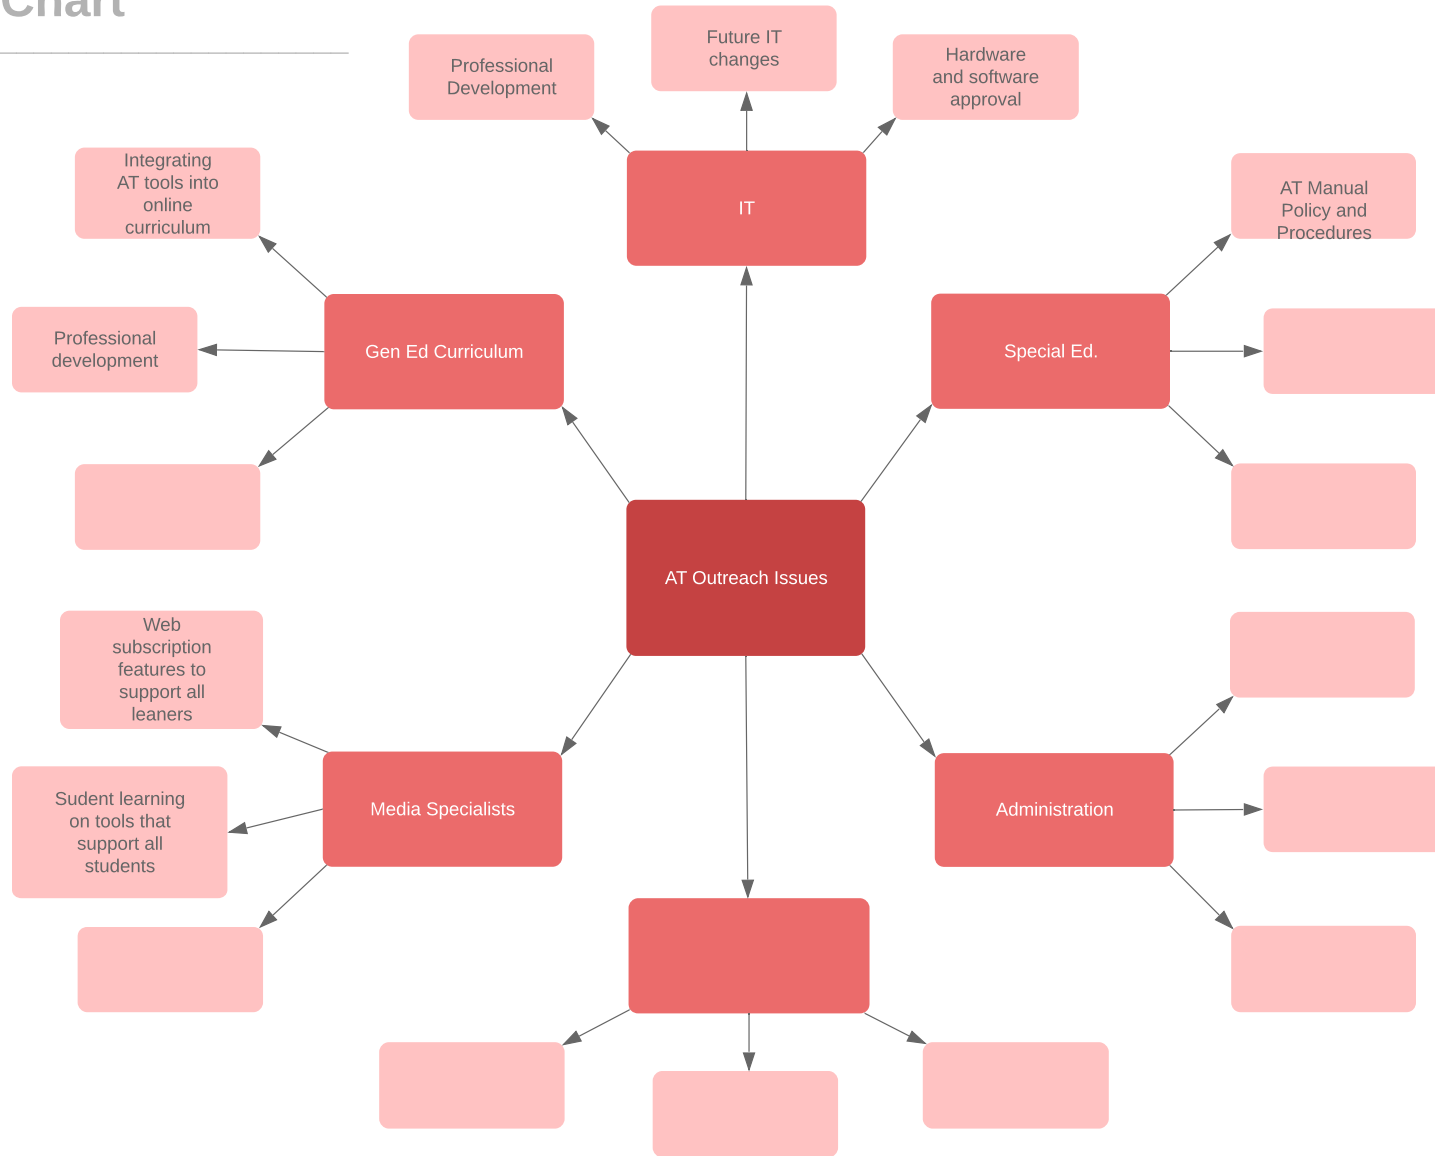 Chart
Future IT
changes
Professional
Development
Hardware
and software
approval
Integrating
AT tools into
online
curriculum
IT
AT Manual
Policy and
Procedures
Professional
development
Gen Ed Curriculum
Special Ed.
AT Outreach Issues
Web
subscription
features to
support all
leaners
Sudent learning
on tools that
support all
students
Media Specialists
Administration